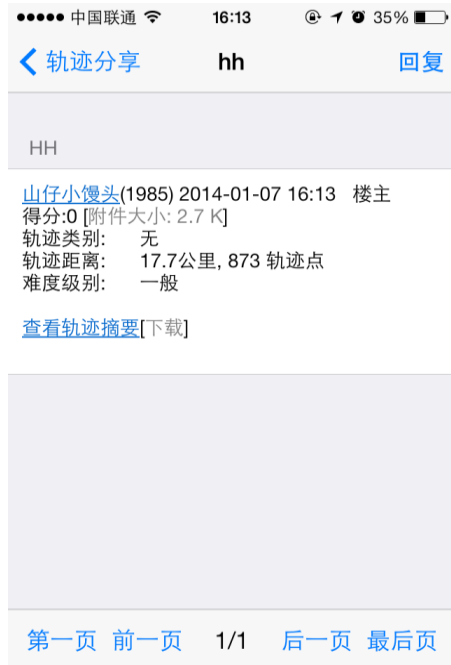 中国联通 16:13 35%
轨迹分享 hh 回复
HH
山仔小馒头(1985) 2014-01-07 16:13 楼主
得分:0 [附件大小: 2.7 K]
轨迹类别: 无
轨迹距离: 17.7公里, 873 轨迹点
难度级别: 一般
查看轨迹摘要[下载]
第一页 前一页 1/1 后一页 最后页